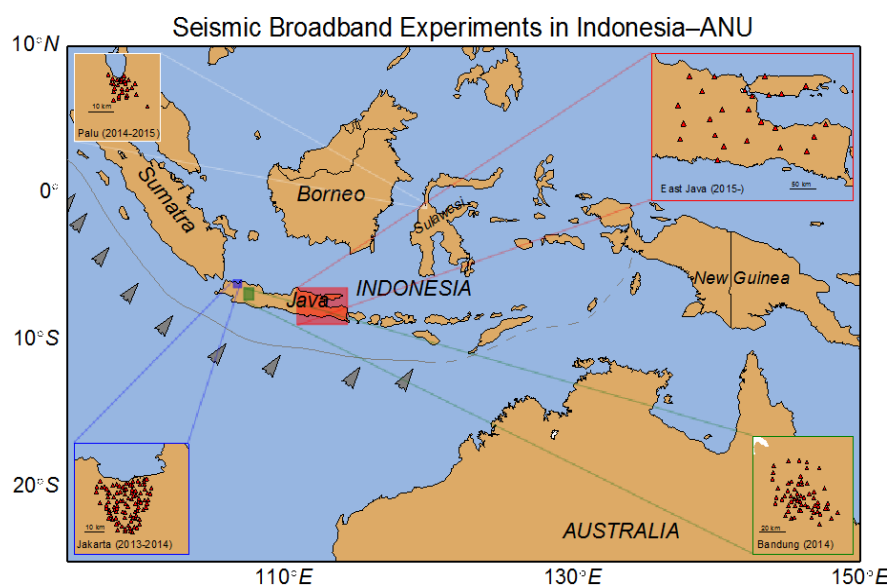 Seismic Broadband Experiments in Indonesia–ANU
10°N
10 km
Palu (2014-2015)
50 km
East Java (2015-)
Sumatra
Borneo
0°
Sulawesi
New Guinea
INDONESIA
Java
10°S
20°S
10 km
Jakarta (2013-2014)
20 km
Bandung (2014)
AUSTRALIA
110°E
130°E
150°E